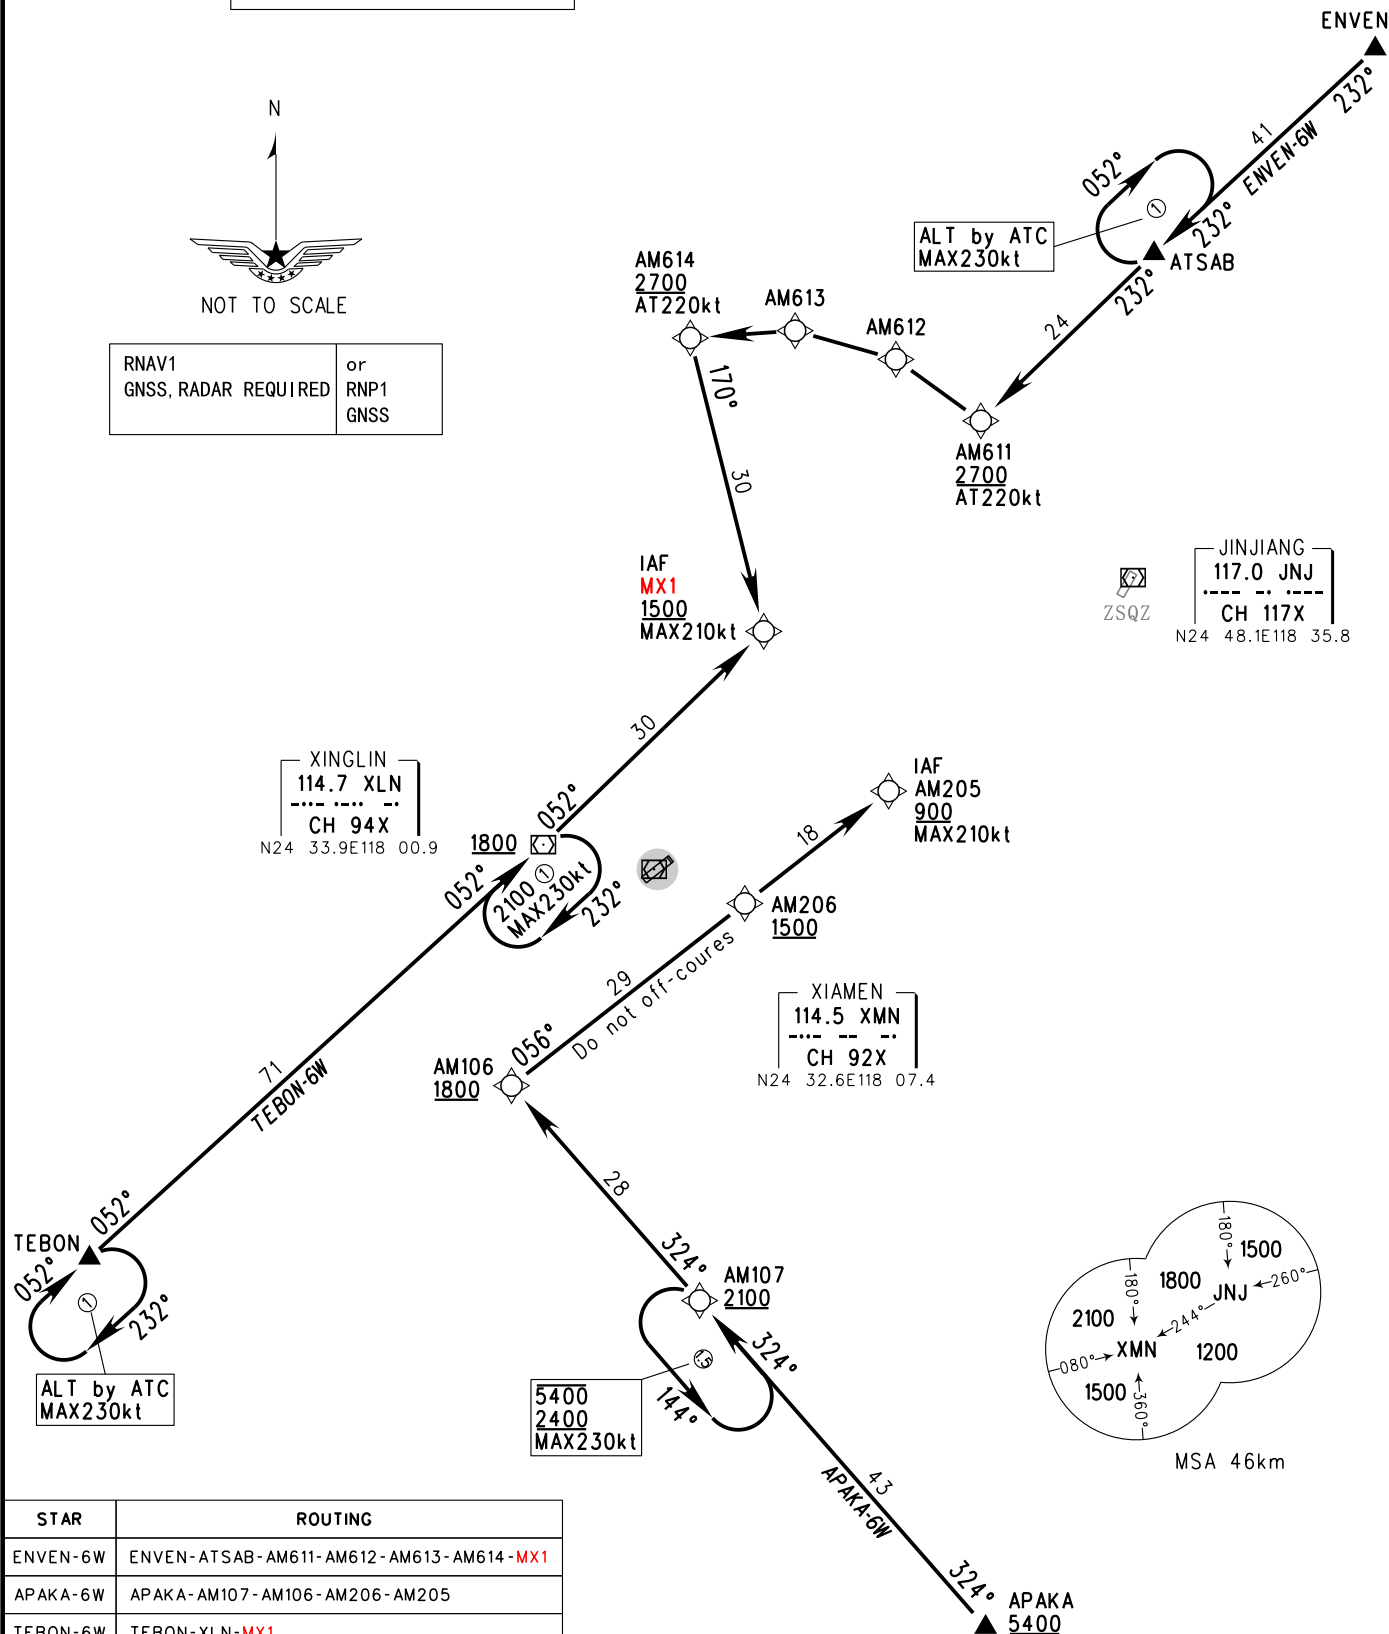 ENVEN
232°
41
ENVEN-6W
052°
1
232°
ALT by ATC
MAX230kt
ATSAB
232°
24
N
NOT TO SCALE
RNAV1
GNSS, RADAR REQUIRED
or
RNP1
GNSS
AM614
2700
AT220kt
AM613
AM612
AM611
2700
AT220kt
170°
30
IAF
MX1
1500
MAX210kt
ZSQZ
JINJIANG
117.0 JNJ
CH 117X
N24 48.1E118 35.8
30
XINGLIN
114.7 XLN
CH 94X
N24 33.9E118 00.9
052°
1800
052°
2100 1
MAX230kt
232°
IAF
AM205
900
MAX210kt
18
AM206
1500
29
Do not off-coures
056°
AM106
1800
XIAMEN
114.5 XMN
CH 92X
N24 32.6E118 07.4
71
TEBON-6W
052°
TEBON
052°
1
232°
ALT by ATC
MAX230kt
28
324°
AM107
2100
324°
1.5
144°
5400
2400
MAX230kt
43
APAKA-6W
324°
APAKA
5400
180°
1500
180°
1800
JNJ
260°
2100
244°
080°
XMN
1200
1500
360°
MSA 46km
STAR ROUTING
ENVEN-6W ENVEN-ATSAB-AM611-AM612-AM613-AM614-MX1
APAKA-6W APAKA-AM107-AM106-AM206-AM205
TEBON-6W TEBON-XLN-MX1